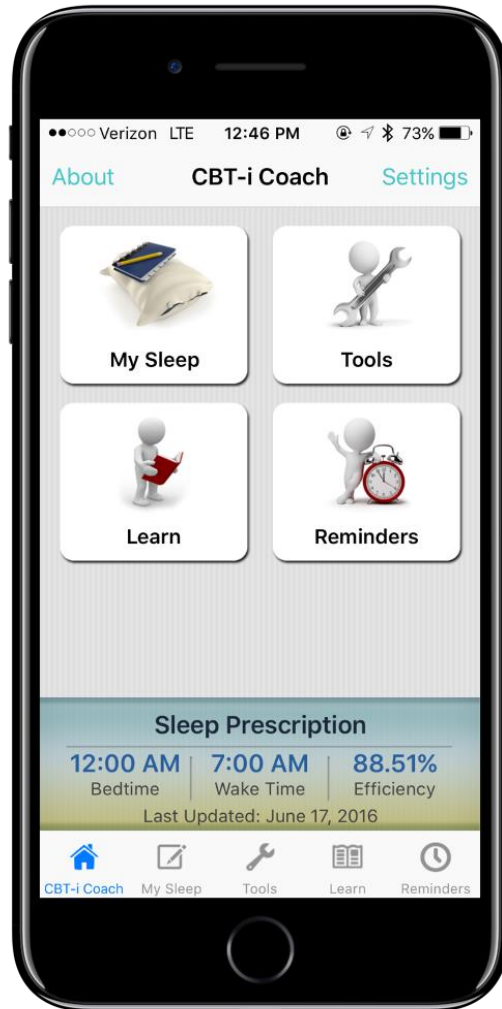 ●●○○○ Verizon LTE 12:46 PM 73%
About CBT-i Coach Settings
My Sleep Tools
Learn Reminders
Sleep Prescription
12:00 AM 7:00 AM 88.51%
Bedtime Wake Time Efficiency
Last Updated: June 17, 2016
CBT-i Coach My Sleep Tools Learn Reminders